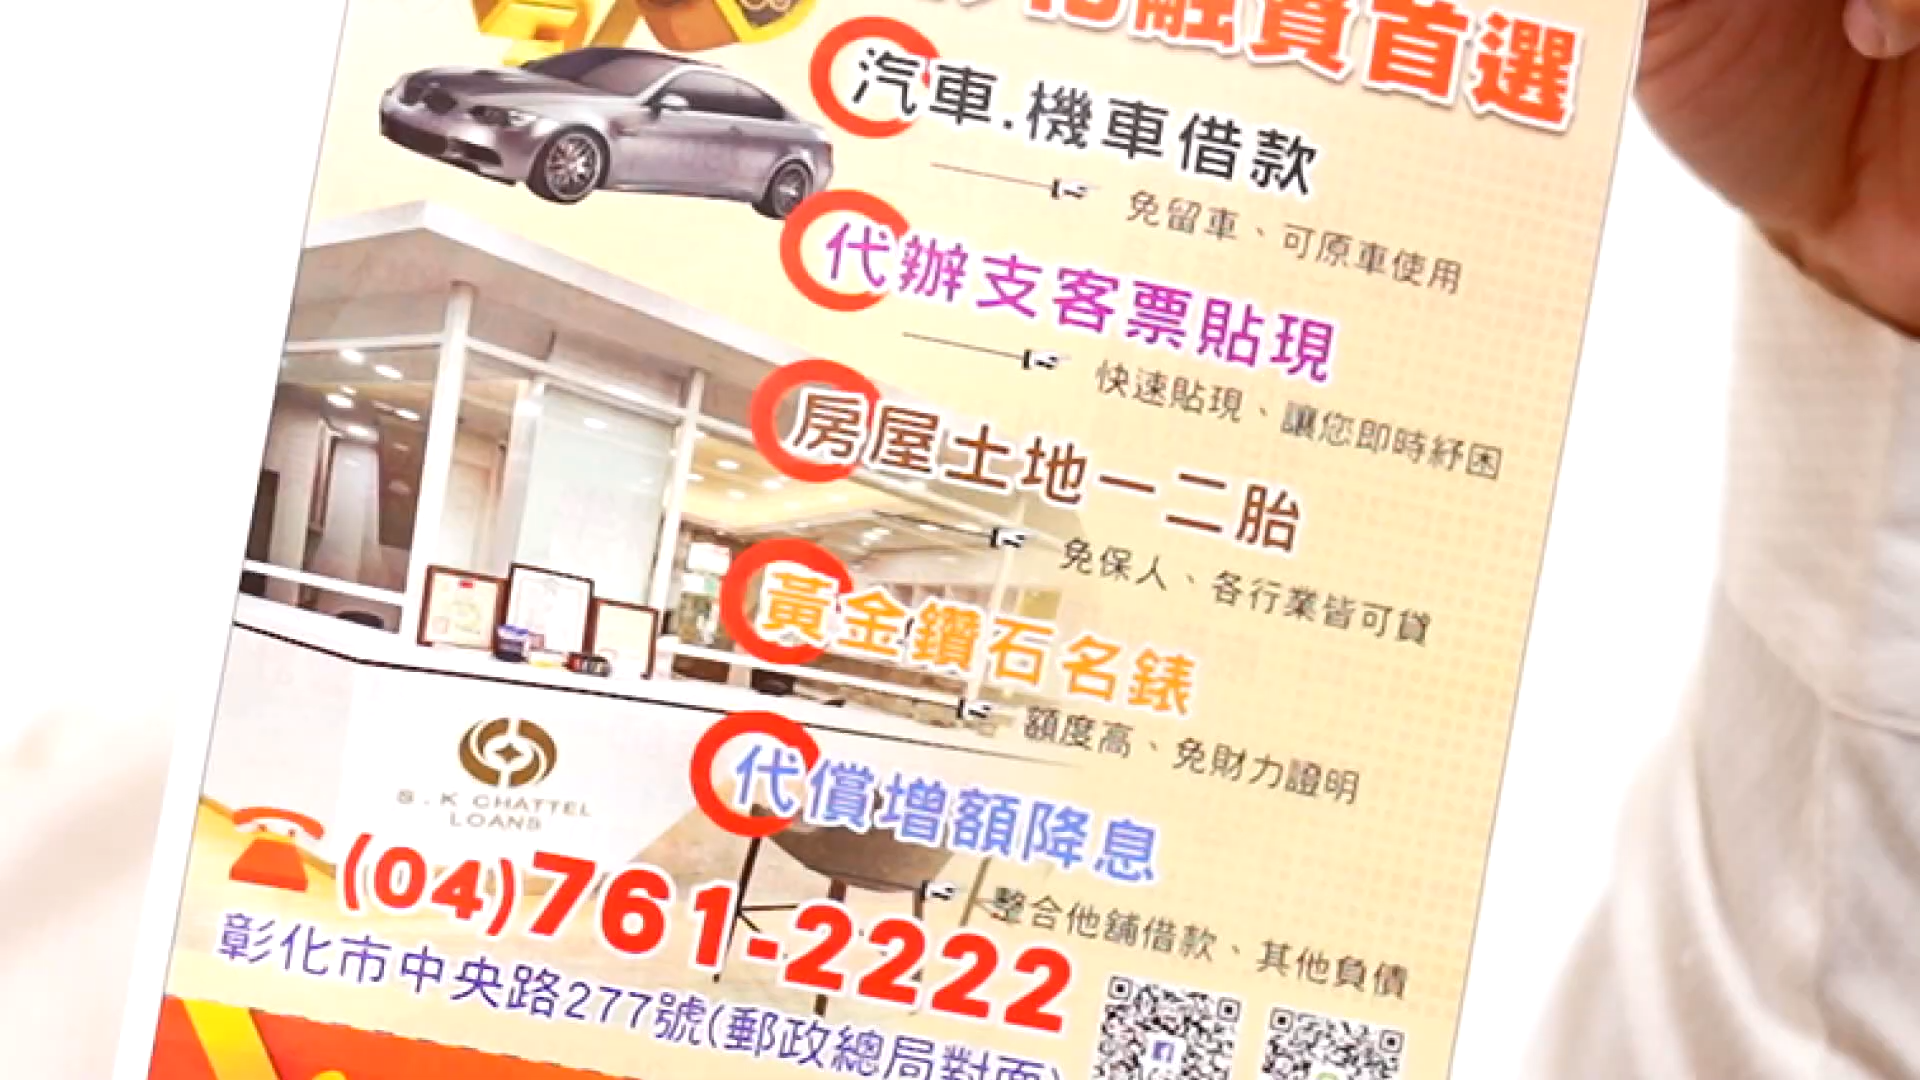 化融資首選
汽車.機車借款
免留車、可原車使用
代辦支客票貼現
快速貼現、讓您即時紓困
房屋土地一二胎
免保人、各行業皆可貸
黃金鑽石名錶
額度高、免財力證明
代償增額降息
整合他舖借款、其他負債
S.K CHATTEL
LOANS
(04)761-2222
彰化市中央路277號(郵政總局對面)